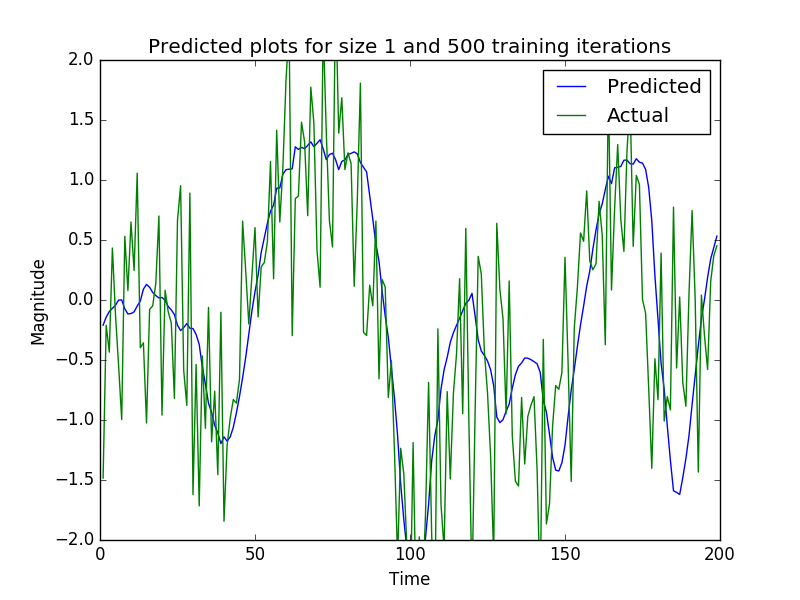 Predicted plots for size 1 and 500 training iterations
2.0
Predicted
Actual
1.5
1.0
0.5
0.0
Magnitude
−0.5
−1.0
−1.5
−2.0
0
50
100
150
200
Time